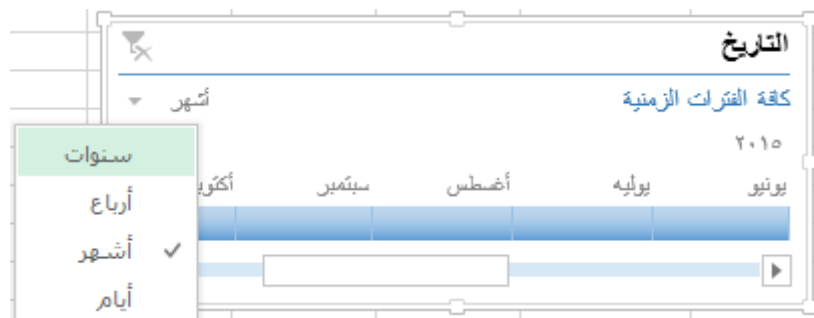 التاريخ
كافة الفترات الزمنية أشهر
٢٠١٥
يونيو يوليه أغسطس سبتمبر
سنوات
أرباع
أشهر
أيام